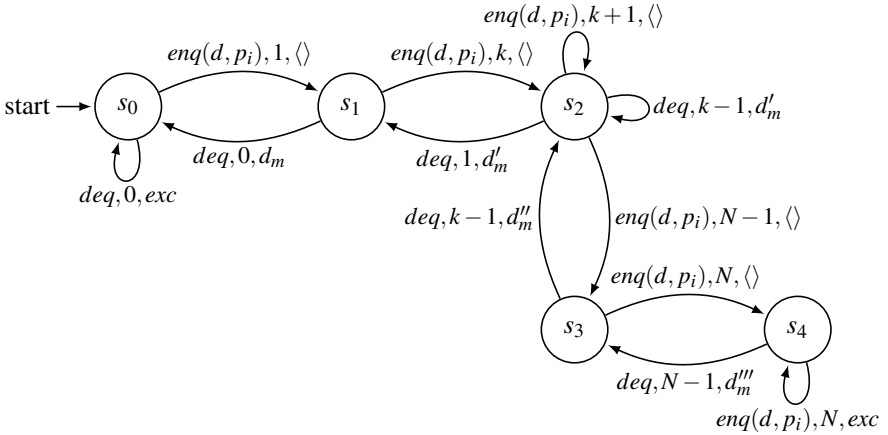 enq(d, p_i), k+1, ⟨⟩
enq(d, p_i), 1, ⟨⟩
enq(d, p_i), k, ⟨⟩
start
s_0
s_1
s_2
deq, k−1, d′_m
deq, 0, d_m
deq, 1, d′_m
deq, 0, exc
deq, k−1, d″_m
enq(d, p_i), N−1, ⟨⟩
enq(d, p_i), N, ⟨⟩
s_3
s_4
deq, N−1, d‴_m
enq(d, p_i), N, exc